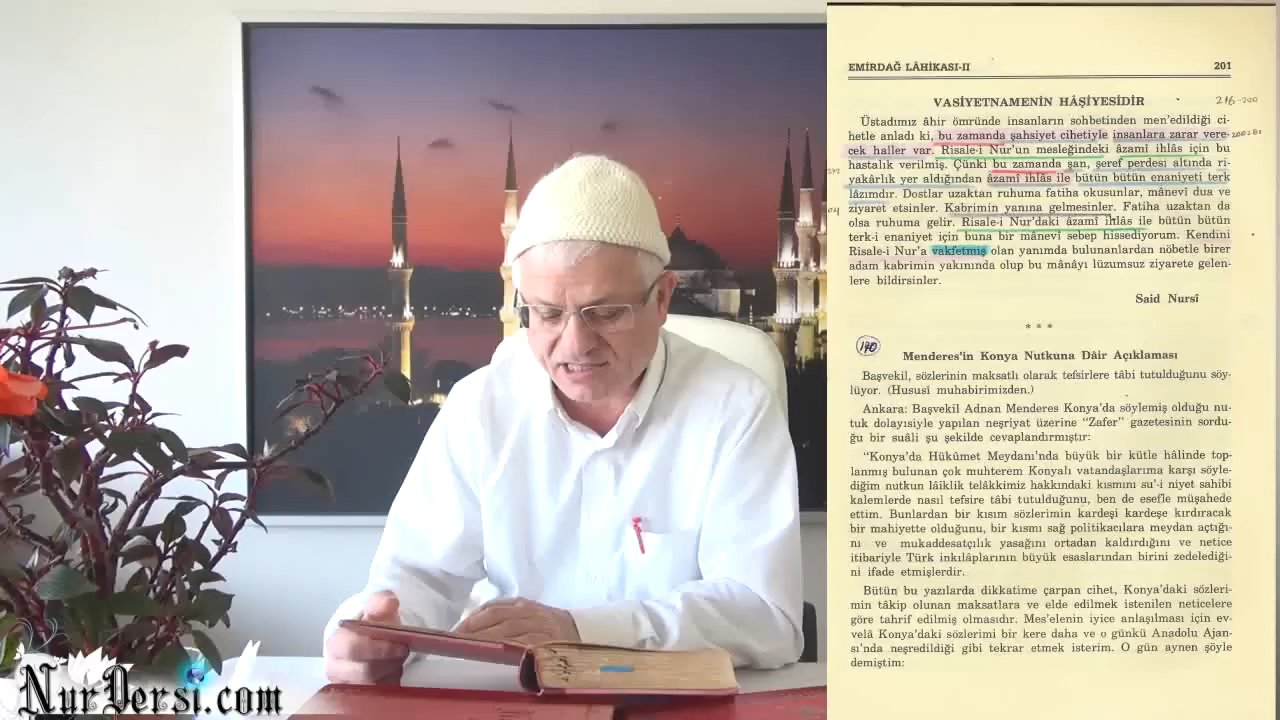 EMİRDAĞ LÂHİKASI-II 201
VASİYETNAMENİN HÂŞİYESİDİR
216-200
Üstadımız âhir ömründe insanların sohbetinden men'edildiği ci-
hetle anladı ki, bu zamanda şahsiyet cihetiyle insanlara zarar vere-
cek haller var. Risale-i Nur'un mesleğindeki âzamî ihlâs için bu
hastalık verilmiş. Çünki bu zamanda şan, şeref perdesi altında ri-
yakârlık yer aldığından âzamî ihlâs ile bütün bütün enaniyeti terk
lâzımdır. Dostlar uzaktan ruhuma fatiha okusunlar, mânevî dua ve
ziyaret etsinler. Kabrimin yanına gelmesinler. Fatiha uzaktan da
olsa ruhuma gelir. Risale-i Nur'daki âzamî ihlâs ile bütün bütün
terk-i enaniyet için buna bir mânevî sebep hissediyorum. Kendini
Risale-i Nur'a vakfetmiş olan yanımda bulunanlardan nöbetle birer
adam kabrimin yakınında olup bu mânâyı lüzumsuz ziyarete gelen-
lere bildirsinler.
Said Nursî
* * *
170
Menderes'in Konya Nutkuna Dâir Açıklaması
Başvekil, sözlerinin maksatlı olarak tefsirlere tâbi tutulduğunu söy-
lüyor. (Hususî muhabirimizden.)
Ankara: Başvekil Adnan Menderes Konya'da söylemiş olduğu nu-
tuk dolayısiyle yapılan neşriyat üzerine "Zafer" gazetesinin sordu-
ğu bir suâli şu şekilde cevaplandırmıştır:
"Konya'da Hükûmet Meydanı'nda büyük bir kütle hâlinde top-
lanmış bulunan çok muhterem Konyalı vatandaşlarıma karşı söyle-
diğim nutkun lâiklik telâkkimiz hakkındaki kısmını su'-i niyet sahibi
kalemlerde nasıl tefsire tâbi tutulduğunu, ben de esefle müşahede
ettim. Bunlardan bir kısım sözlerimin kardeşi kardeşe kırdıracak
bir mahiyette olduğunu, bir kısmı sağ politikacılara meydan açtığı-
nı ve mukaddesatçılık yasağını ortadan kaldırdığını ve netice
itibariyle Türk inkılâplarının büyük esaslarından birini zedelediği-
ni ifade etmişlerdir.
Bütün bu yazılarda dikkatime çarpan cihet, Konya'daki sözleri-
min tâkip olunan maksatlara ve elde edilmek istenilen neticelere
göre tahrif edilmiş olmasıdır. Mes'elenin iyice anlaşılması için ev-
velâ Konya'daki sözlerimi bir kere daha ve o günkü Anadolu Ajan-
sı'nda neşredildiği gibi tekrar etmek isterim. O gün aynen şöyle
demiştim:
NurDersi.com